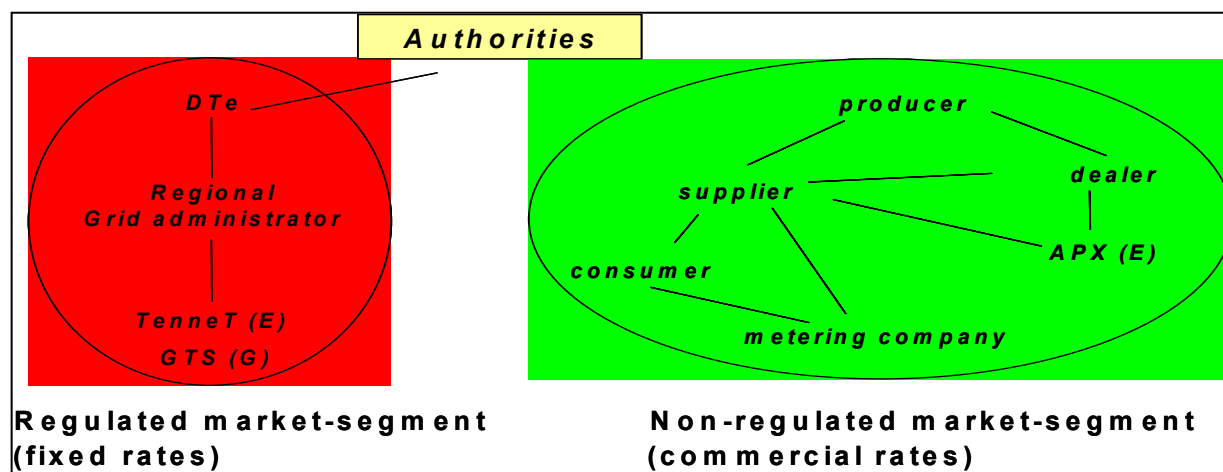 Authorities
DTe
Regional
Grid administrator
TenneT (E)
GTS (G)
producer
dealer
supplier
APX (E)
consumer
metering company
Regulated market-segment
(fixed rates)
Non-regulated market-segment
(commercial rates)